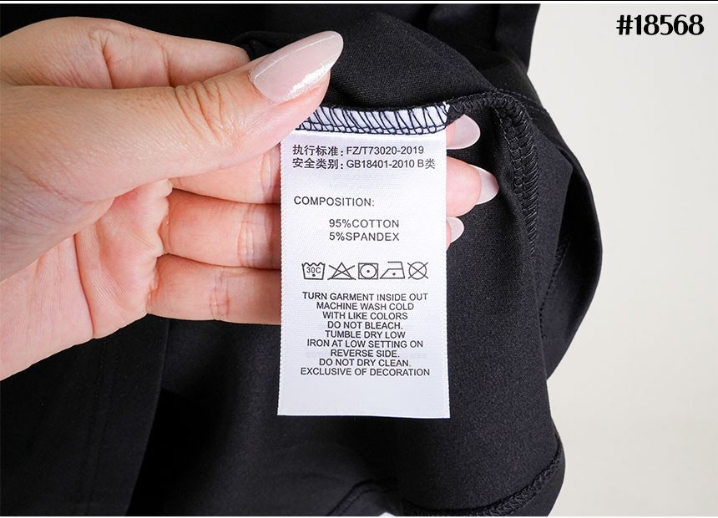 #18568
执行标准: FZ/T73020-2019
安全类别: GB18401-2010 B类
COMPOSITION:
95%COTTON
5%SPANDEX
30C
TURN GARMENT INSIDE OUT
MACHINE WASH COLD
WITH LIKE COLORS
DO NOT BLEACH.
TUMBLE DRY LOW
IRON AT LOW SETTING ON
REVERSE SIDE.
DO NOT DRY CLEAN.
EXCLUSIVE OF DECORATION